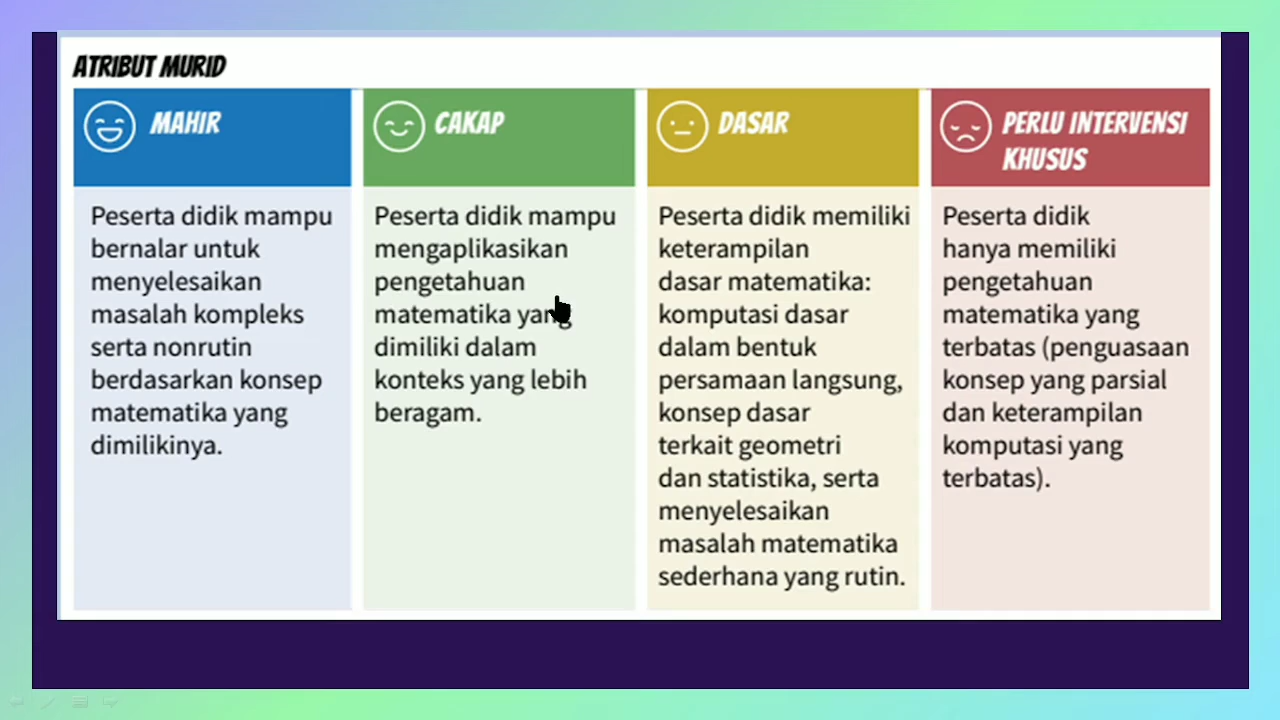 ATRIBUT MURID
MAHIR
Peserta didik mampu
bernalar untuk
menyelesaikan
masalah kompleks
serta nonrutin
berdasarkan konsep
matematika yang
dimilikinya.
CAKAP
Peserta didik mampu
mengaplikasikan
pengetahuan
matematika yang
dimiliki dalam
konteks yang lebih
beragam.
DASAR
Peserta didik memiliki
keterampilan
dasar matematika:
komputasi dasar
dalam bentuk
persamaan langsung,
konsep dasar
terkait geometri
dan statistika, serta
menyelesaikan
masalah matematika
sederhana yang rutin.
PERLU INTERVENSI
KHUSUS
Peserta didik
hanya memiliki
pengetahuan
matematika yang
terbatas (penguasaan
konsep yang parsial
dan keterampilan
komputasi yang
terbatas).